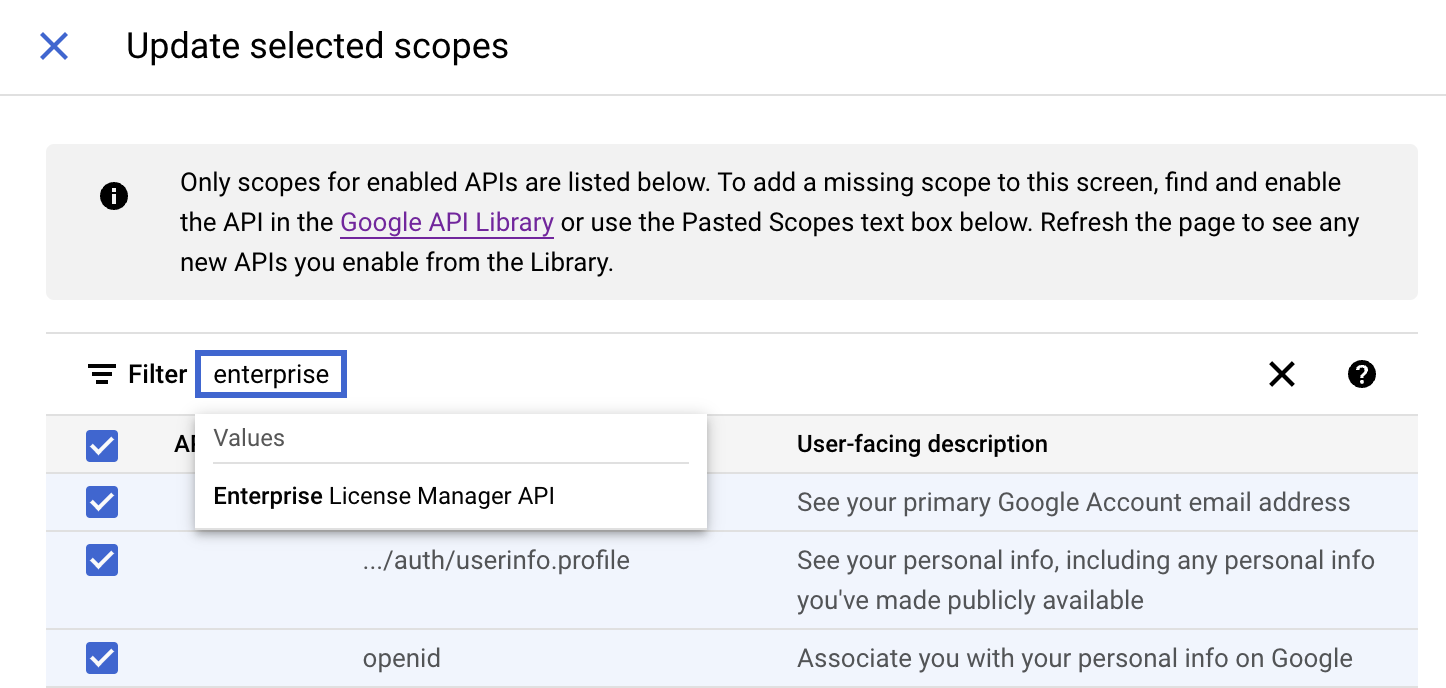 Update selected scopes
Only scopes for enabled APIs are listed below. To add a missing scope to this screen, find and enable
the API in the Google API Library or use the Pasted Scopes text box below. Refresh the page to see any
new APIs you enable from the Library.
Filter enterprise
Values
User-facing description
Enterprise License Manager API
See your primary Google Account email address
.../auth/userinfo.profile
See your personal info, including any personal info
you've made publicly available
openid
Associate you with your personal info on Google